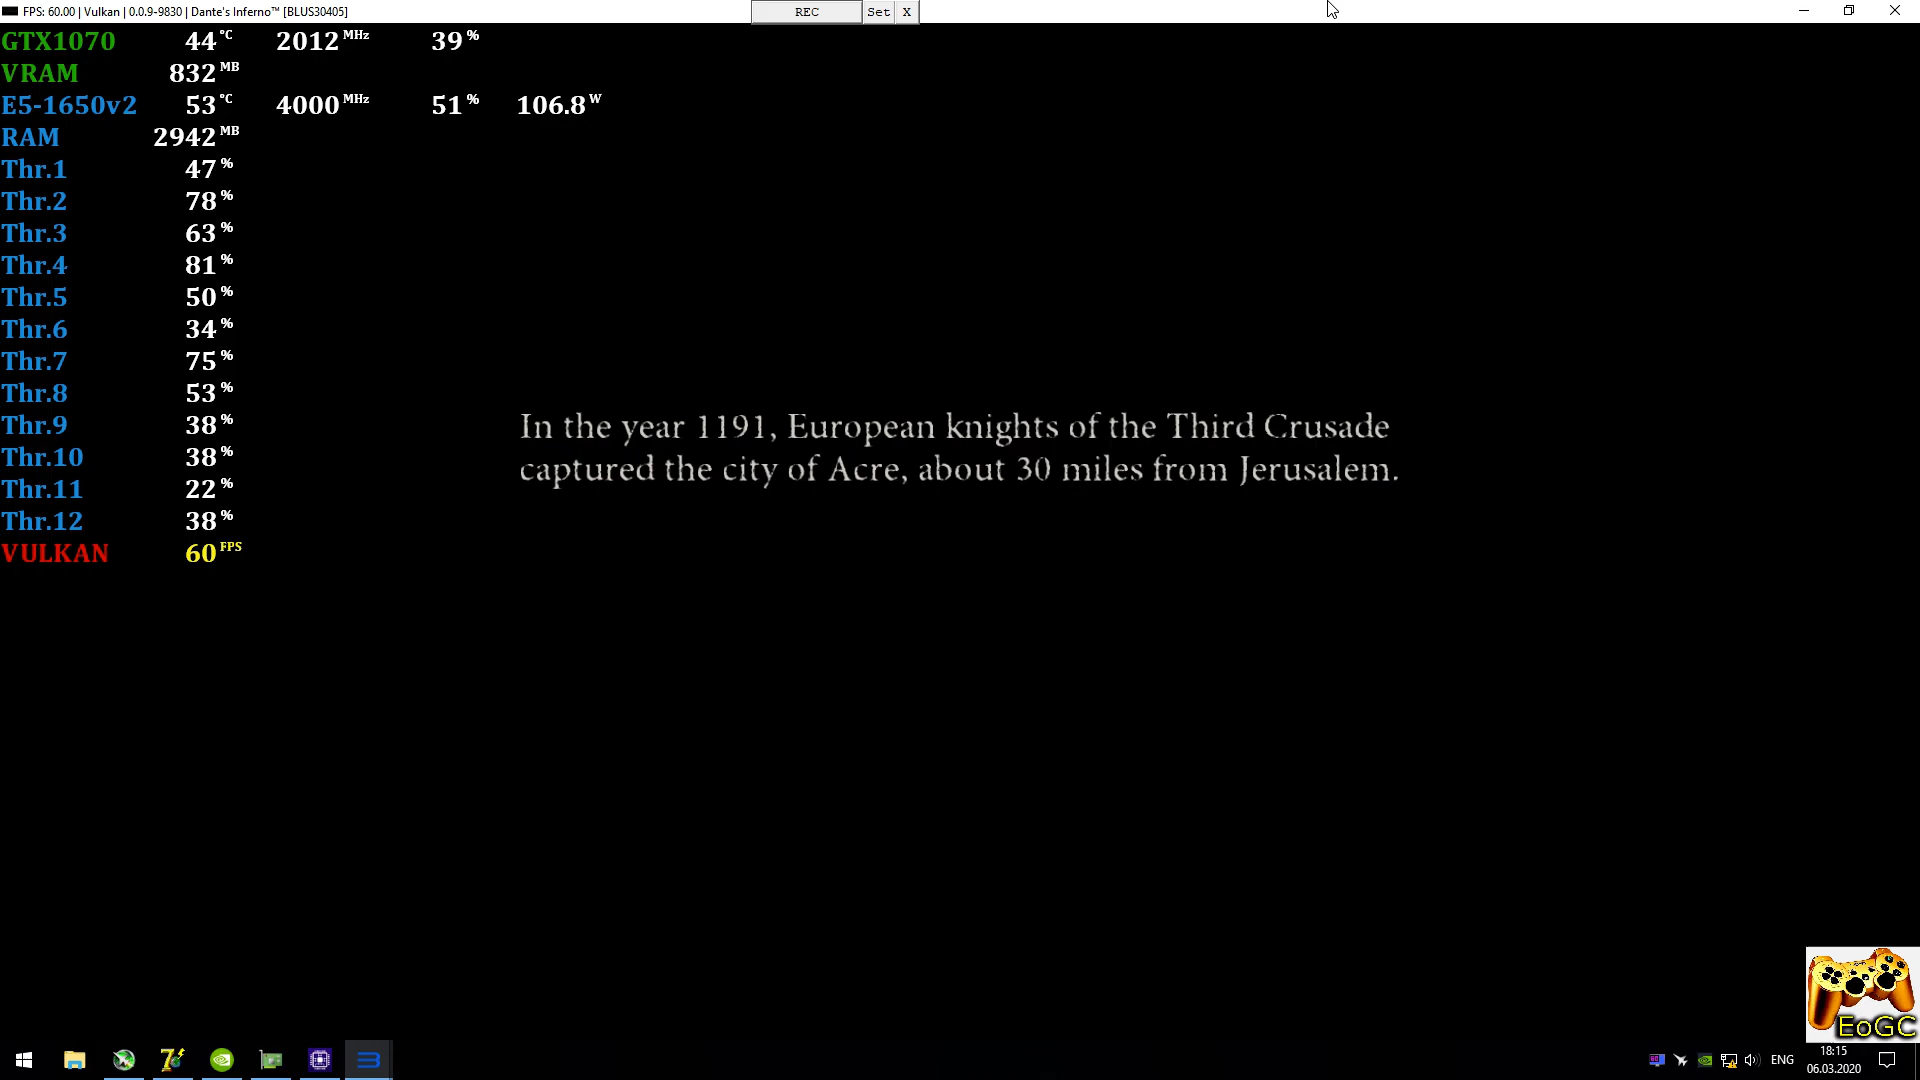 FPS: 60.00 | Vulkan | 0.0.9-9830 | Dante's Inferno™ [BLUS30405]
REC Set X
GTX1070 44 °C 2012 MHz 39 %
VRAM 832 MB
E5-1650v2 53 °C 4000 MHz 51 % 106.8 W
RAM 2942 MB
Thr.1 47 %
Thr.2 78 %
Thr.3 63 %
Thr.4 81 %
Thr.5 50 %
Thr.6 34 %
Thr.7 75 %
Thr.8 53 %
Thr.9 38 %
Thr.10 38 %
Thr.11 22 %
Thr.12 38 %
VULKAN 60 FPS
In the year 1191, European knights of the Third Crusade
captured the city of Acre, about 30 miles from Jerusalem.
EoGC
ENG
18:15
06.03.2020